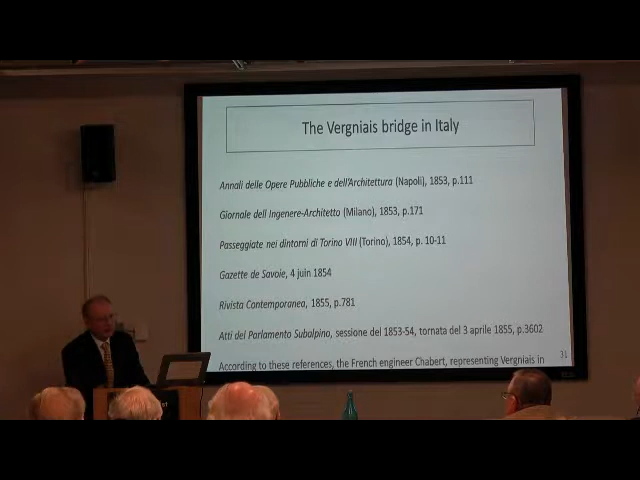 The Vergniais bridge in Italy
Annali delle Opere Pubbliche e dell'Architettura (Napoli), 1853, p.111
Giornale dell Ingenere-Architetto (Milano), 1853, p.171
Passeggiate nei dintorni di Torino VIII (Torino), 1854, p. 10-11
Gazette de Savoie, 4 juin 1854
Rivista Contemporanea, 1855, p.781
Atti del Parlamento Subalpino, sessione del 1853-54, tornata del 3 aprile 1855, p.3602
According to these references, the French engineer Chabert, representing Vergniais in
31